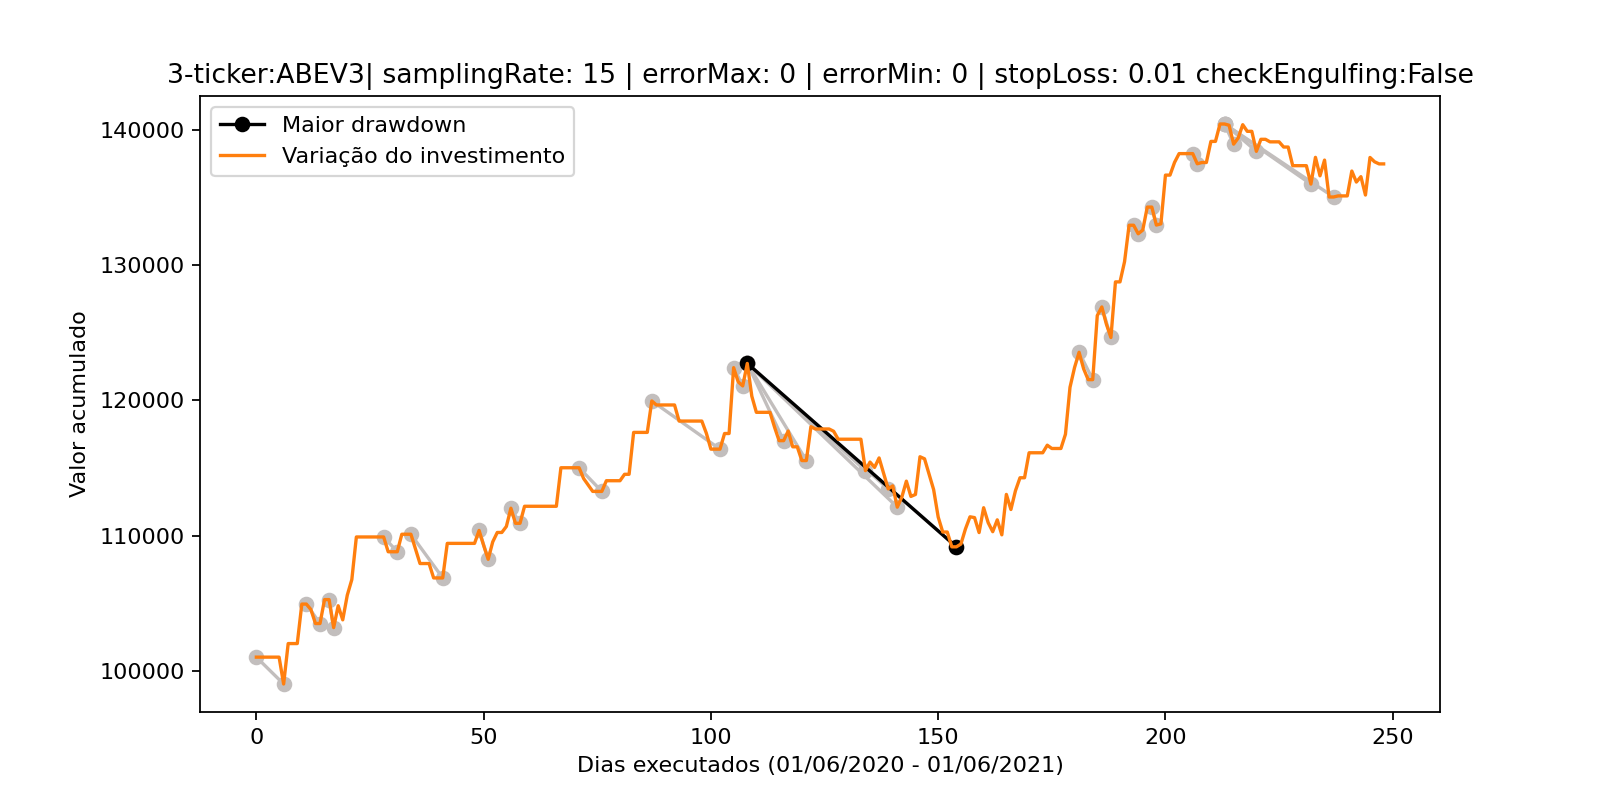 3-ticker:ABEV3| samplingRate: 15 | errorMax: 0 | errorMin: 0 | stopLoss: 0.01 checkEngulfing:False
Maior drawdown
Variação do investimento
Valor acumulado
140000
130000
120000
110000
100000
0 50 100 150 200 250
Dias executados (01/06/2020 - 01/06/2021)